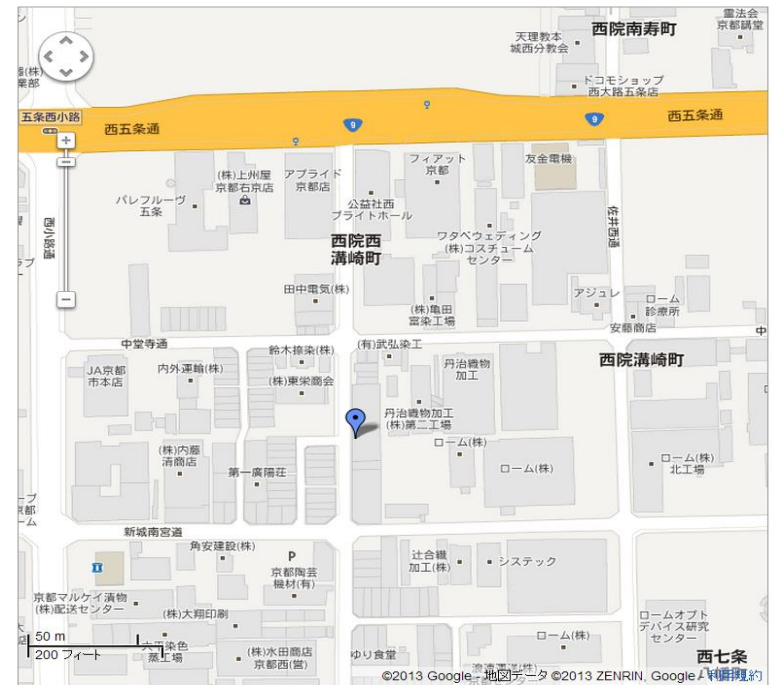 霊法会
京都講堂
西院南寿町
天理教本
城西分教会
ドコモショップ
西大路五条店
五条西小路
西五条通
9
9
西五条通
(株)上州屋
京都右京店
アプライド
京都店
フィアット
京都
友金電機
パレフルーヴ
五条
公益社西
ブライトホール
西小路通
佐井西通
西院西
溝崎町
ワタベウェディング
(株)コスチューム
センター
田中電気(株)
(株)亀田
富染工場
アジュレ
ローム
診療所
安藤商店
中堂寺通
中
鈴木捺染(株)
(有)武弘染工
西院溝崎町
JA京都
市本店
内外運輸(株)
(株)東栄商会
丹治織物
加工
丹治織物加工
(株)第二工場
(株)内藤
清商店
第一廣陽荘
ローム(株)
ローム(株)
ローム(株)
北工場
新城南宮道
角安建設(株)
P
京都陶芸
機材(有)
辻合織
加工(株)
システック
京都マルケイ漬物
(株)配送センター
(株)大翔印刷
ロームオプト
デバイス研究
センター
50 m
200 フィート
六平染色
蒸工場
(株)水田商店
京都西(営)
ゆり食堂
ローム(株)
西七条
©2013 Google - 地図データ ©2013 ZENRIN, Google - 利用規約